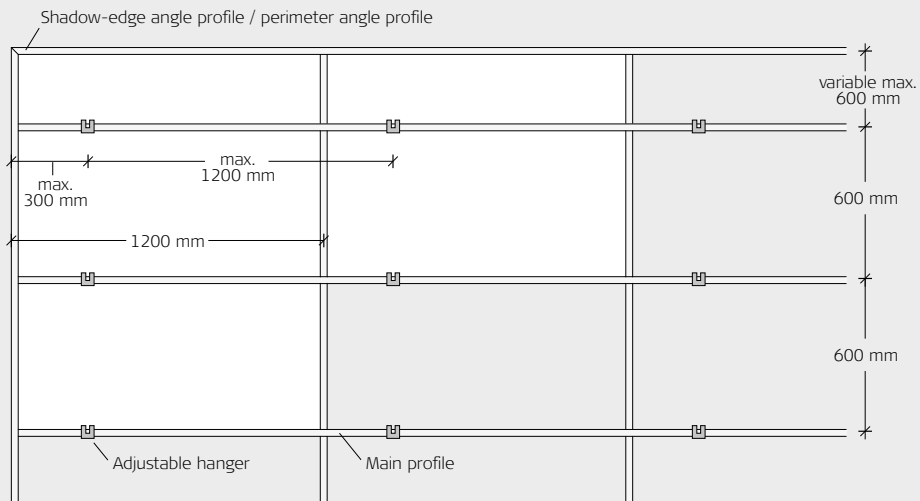 Shadow-edge angle profile / perimeter angle profile
variable max.
600 mm
max.
1200 mm
max.
300 mm
600 mm
1200 mm
600 mm
Adjustable hanger
Main profile